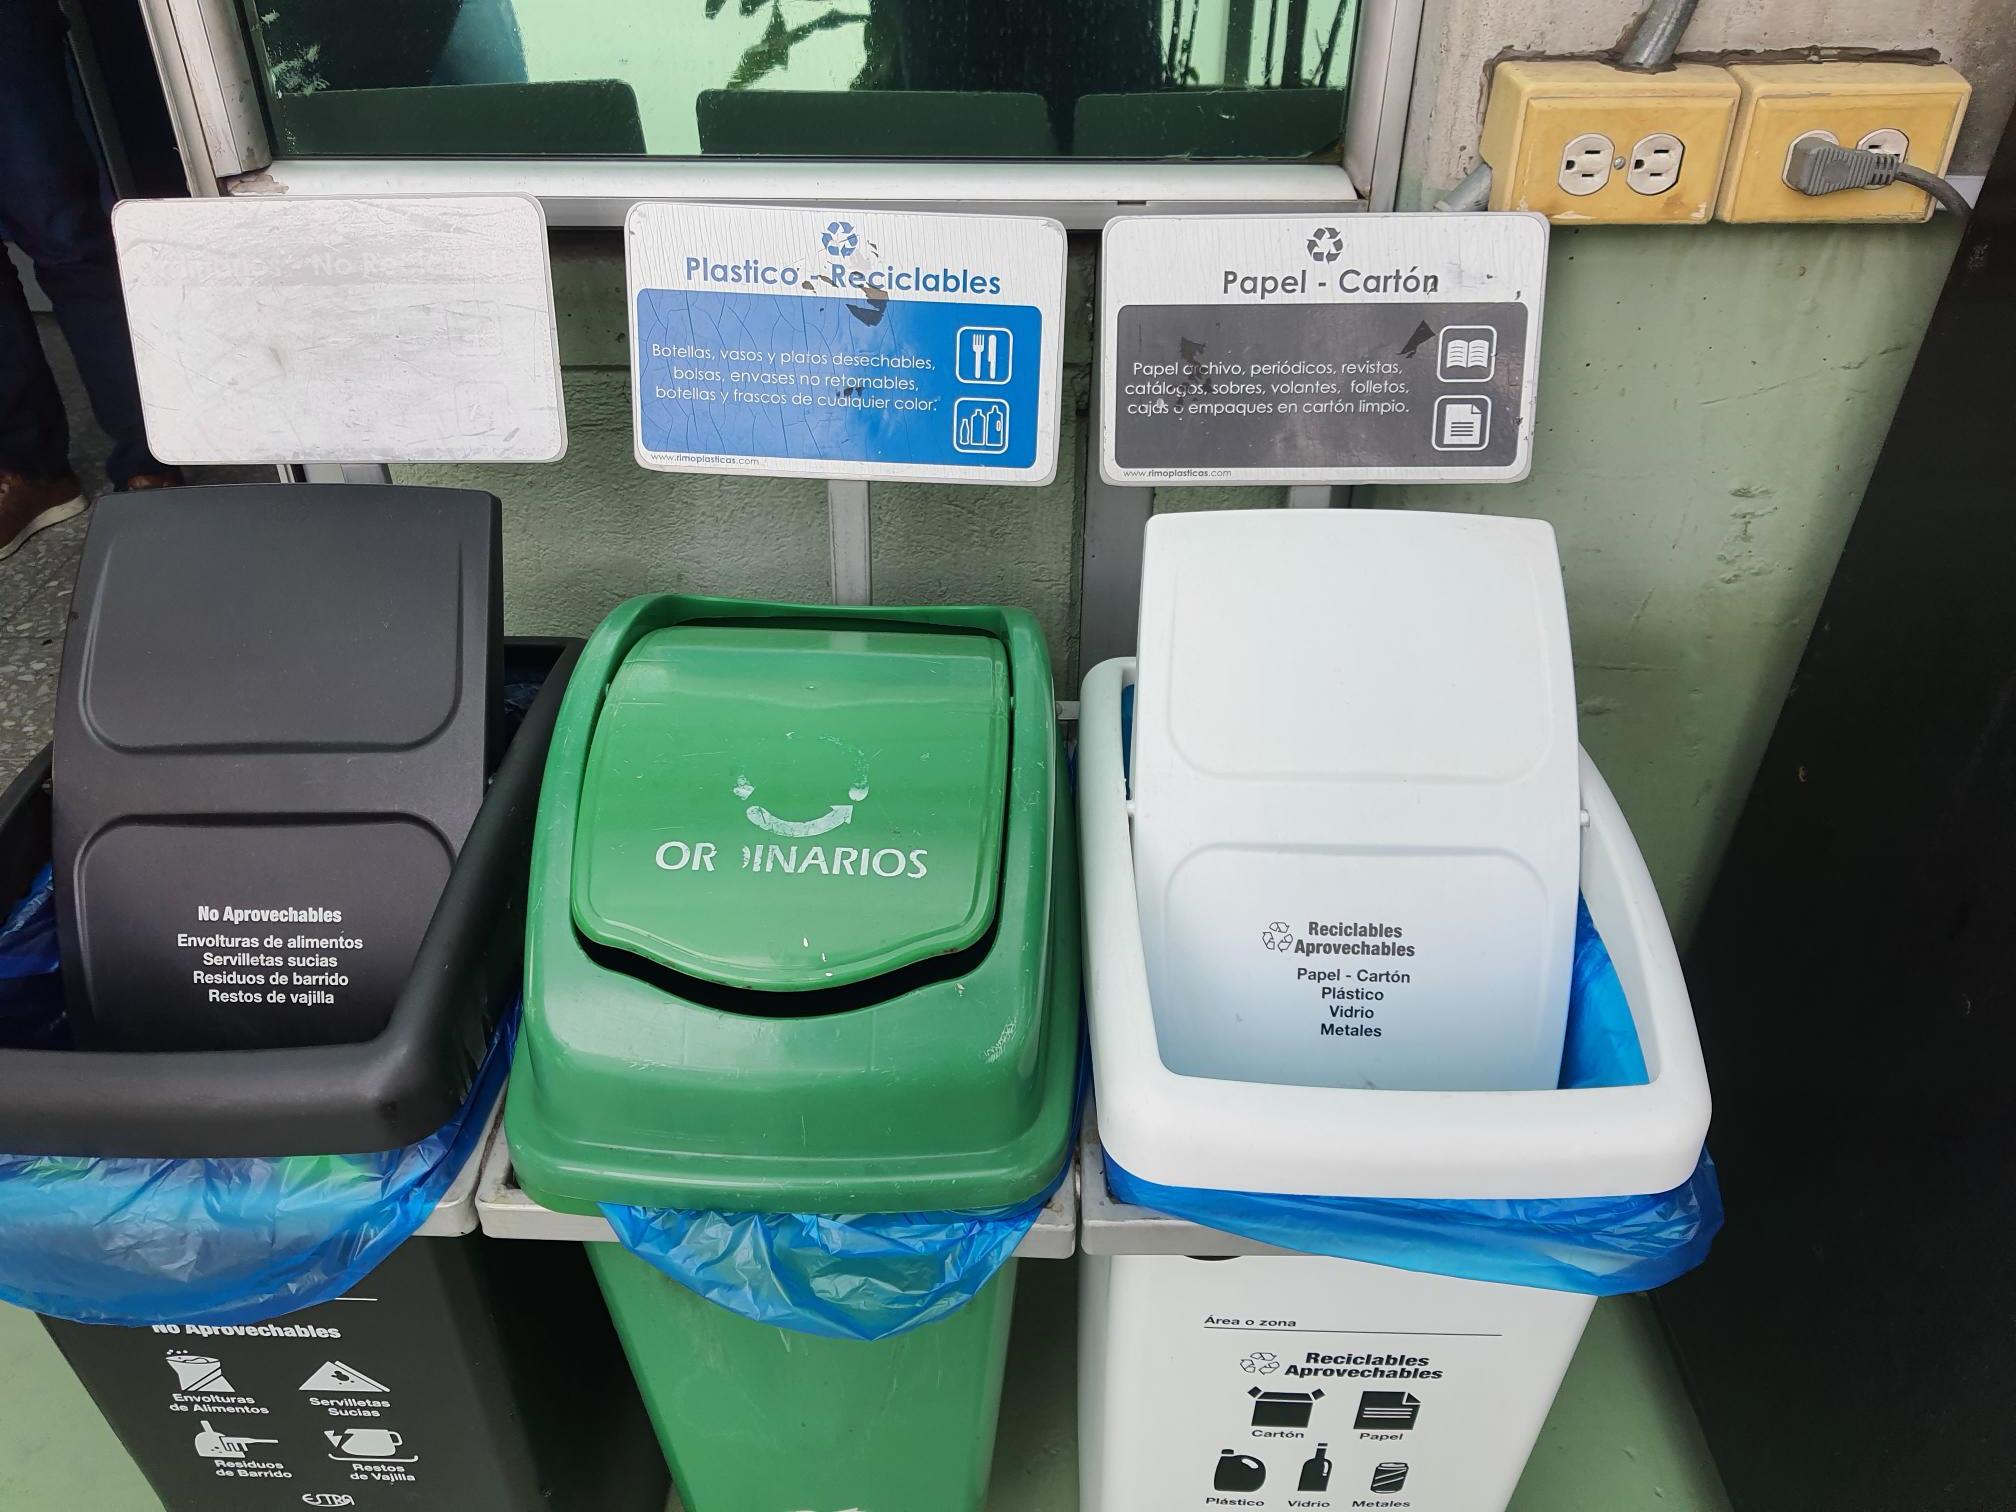 Plastico - Reciclables
Botellas, vasos y platos desechables,
bolsas, envases no retornables,
botellas y frascos de cualquier color.
www.rimoplasticas.com
Papel - Cartón
Papel archivo, periódicos, revistas,
catálogos, sobres, volantes, folletos,
cajas o empaques en cartón limpio.
www.rimoplasticas.com
No Aprovechables
Envolturas de alimentos
Servilletas sucias
Residuos de barrido
Restos de vajilla
ORDINARIOS
Reciclables
Aprovechables
Papel - Cartón
Plástico
Vidrio
Metales
No Aprovechables
Envolturas
de Alimentos
Servilletas
Sucias
Residuos
de Barrido
Restos
de Vajilla
ESTRA
Área o zona
Reciclables
Aprovechables
Cartón
Papel
Plástico
Vidrio
Metales